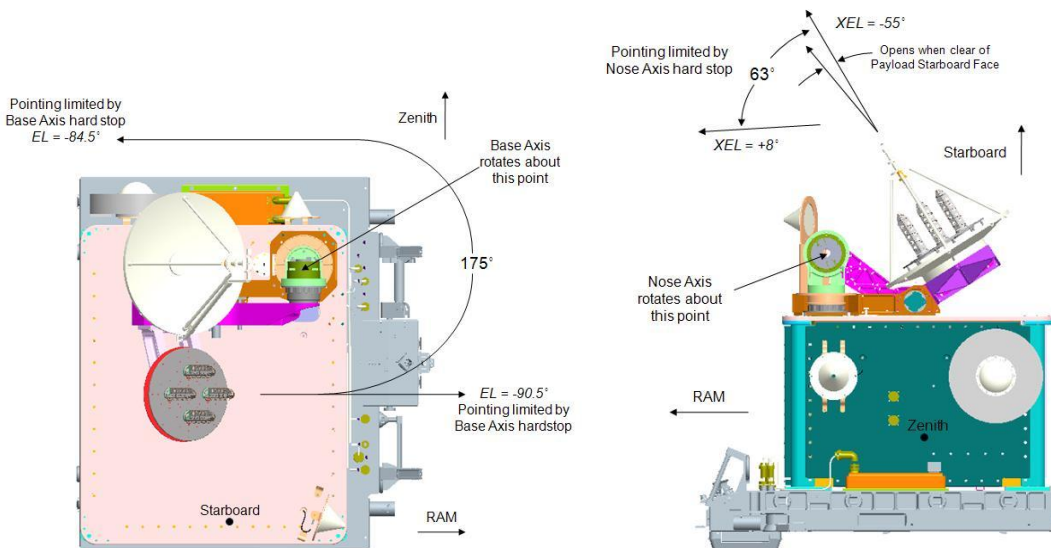 Pointing limited by
Base Axis hard stop
EL = -84.5˚
Zenith
Base Axis
rotates about
this point
175˚
EL = -90.5˚
Pointing limited by
Base Axis hardstop
Starboard
RAM
XEL = -55˚
Pointing limited by
Nose Axis hard stop
63˚
Opens when clear of
Payload Starboard Face
XEL = +8˚
Starboard
Nose Axis
rotates about
this point
RAM
Zenith